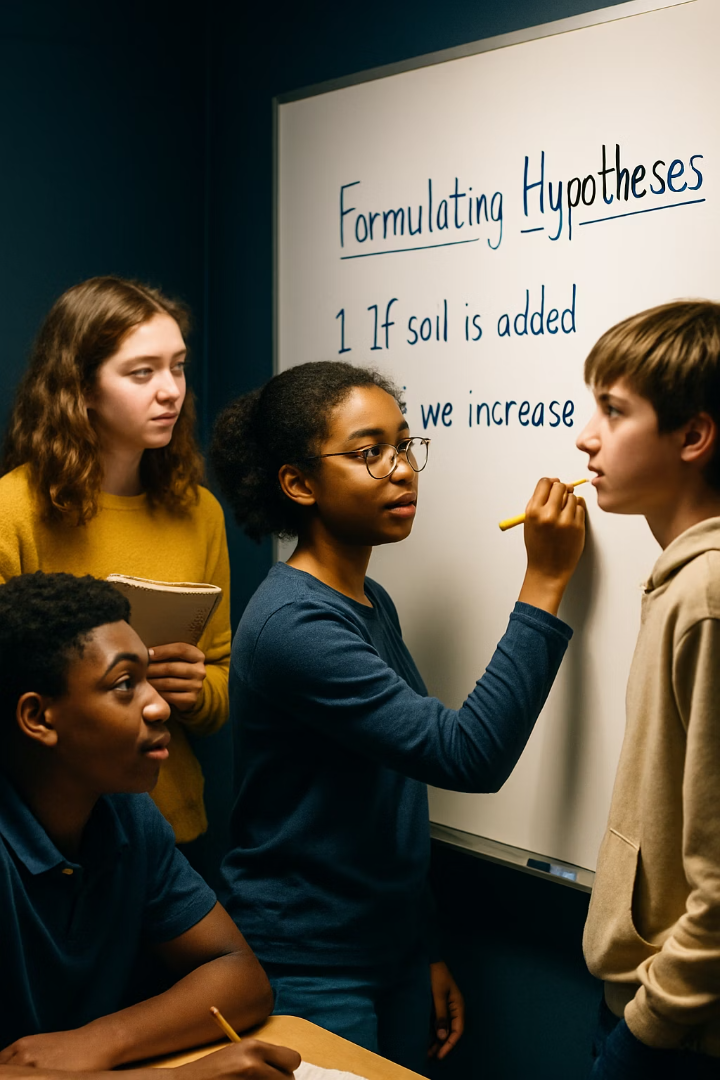 Formulating Hypotheses
1 If soil is added
we increase